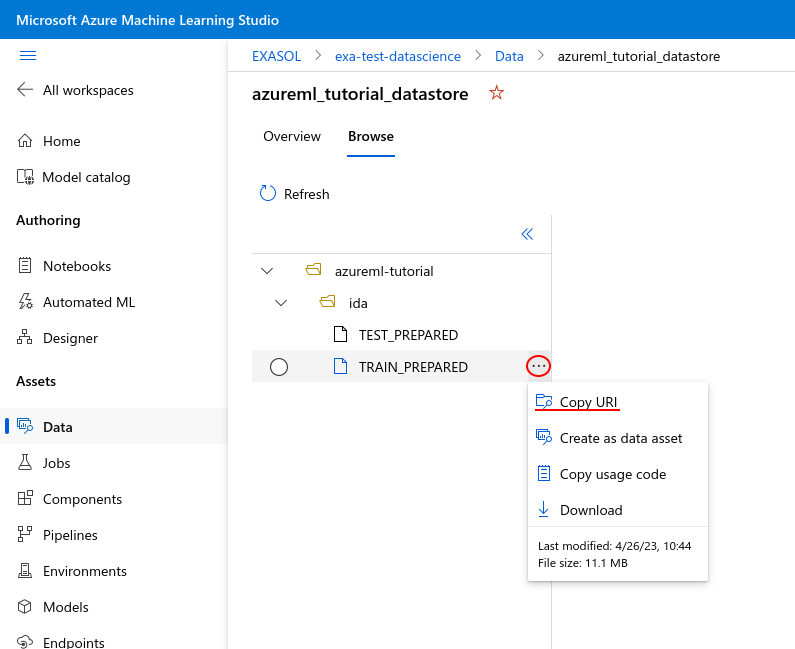 Microsoft Azure Machine Learning Studio
All workspaces
Home
Model catalog
Authoring
Notebooks
Automated ML
Designer
Assets
Data
Jobs
Components
Pipelines
Environments
Models
Endpoints
EXASOL > exa-test-datascience > Data > azureml_tutorial_datastore
azureml_tutorial_datastore
Overview Browse
Refresh
azureml-tutorial
ida
TEST_PREPARED
TRAIN_PREPARED
Copy URI
Create as data asset
Copy usage code
Download
Last modified: 4/26/23, 10:44
File size: 11.1 MB